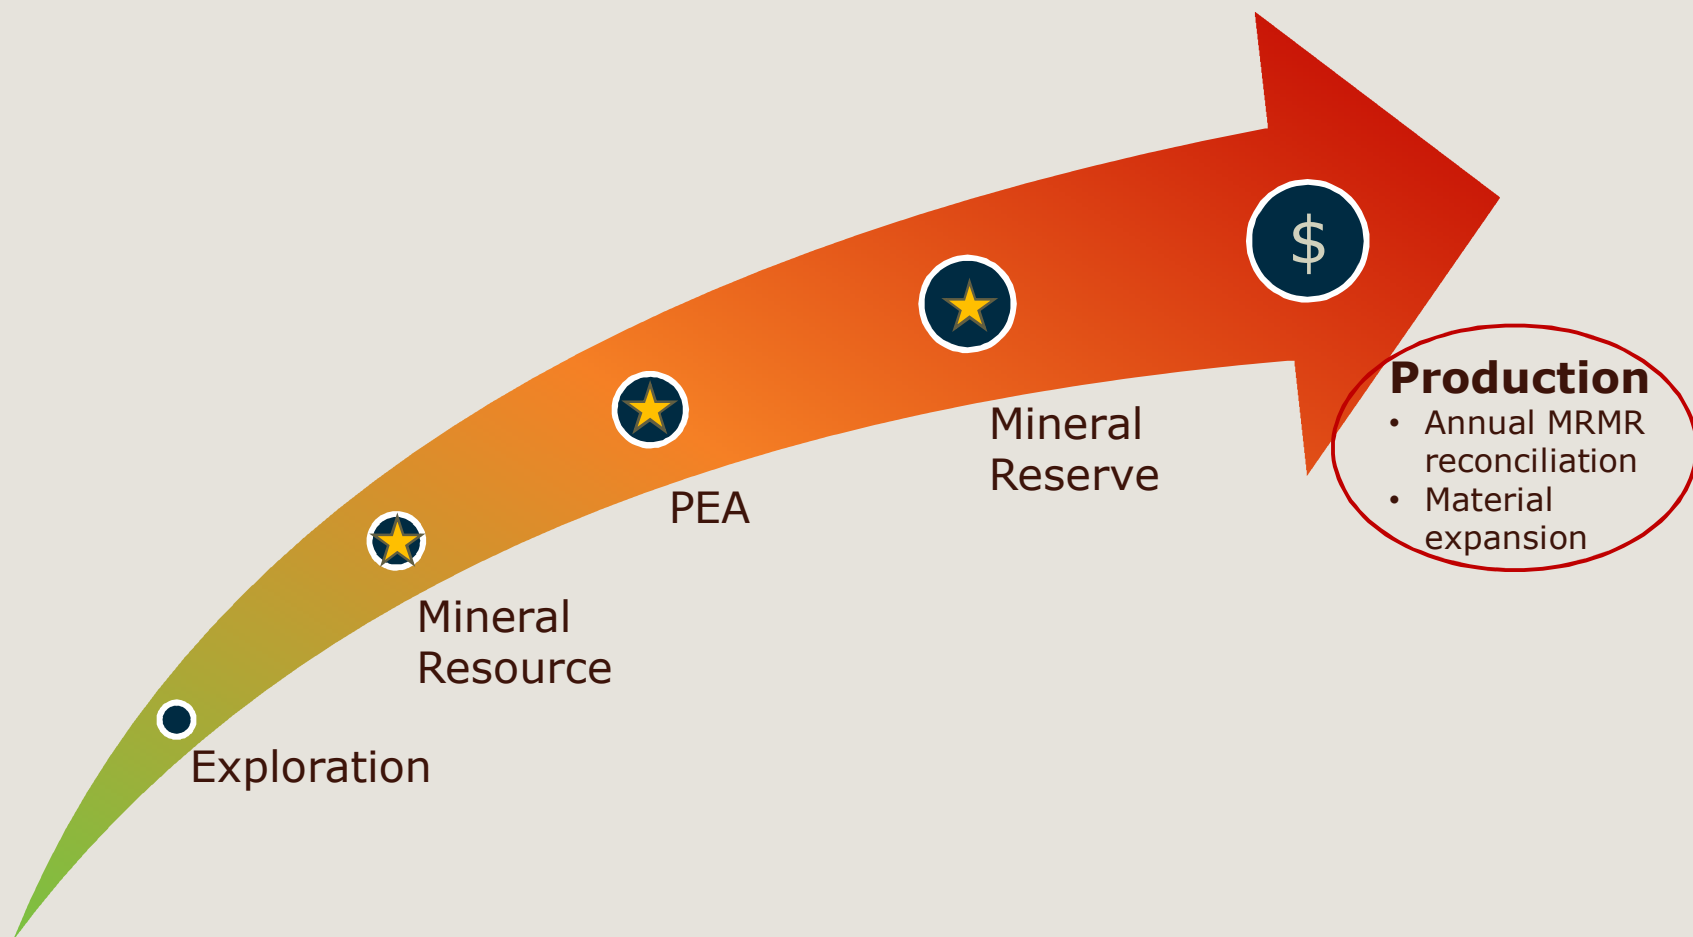 $
Production
• Annual MRMR
reconciliation
• Material
expansion
Mineral
Reserve
PEA
Mineral
Resource
Exploration